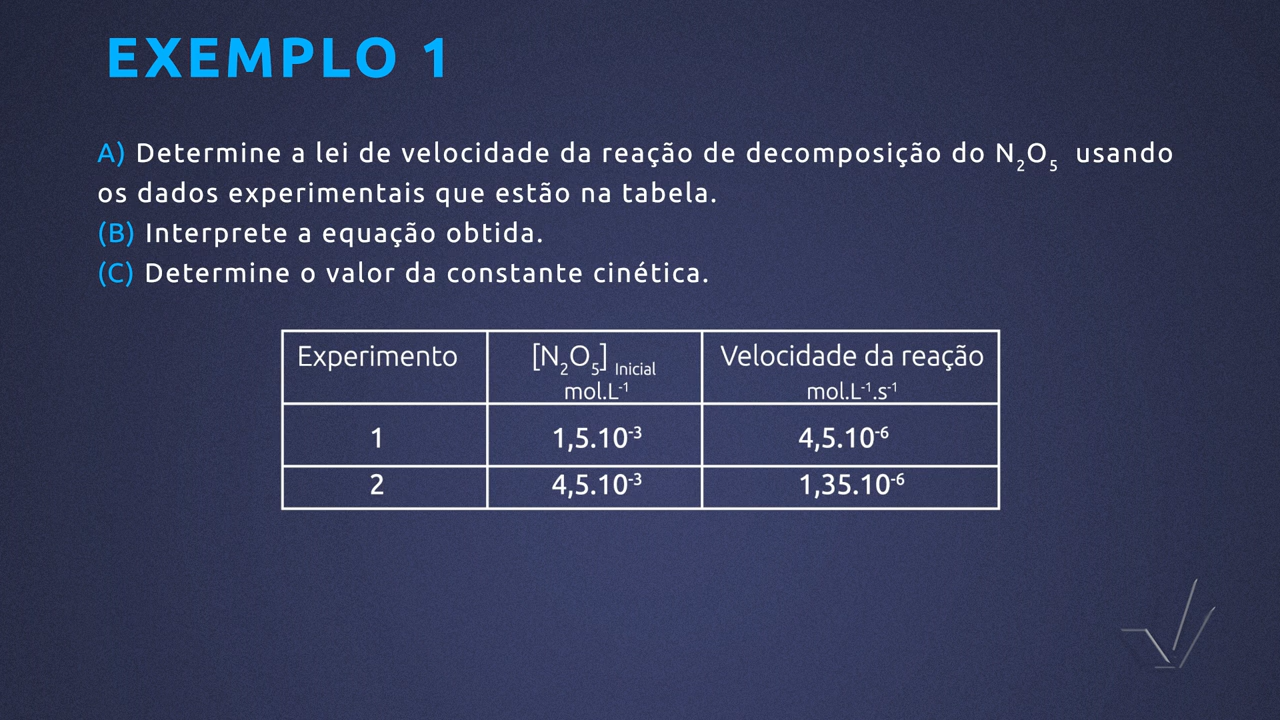 EXEMPLO 1
A) Determine a lei de velocidade da reação de decomposição do N₂O₅ usando
os dados experimentais que estão na tabela.
(B) Interprete a equação obtida.
(C) Determine o valor da constante cinética.
Experimento [N₂O₅] Inicial Velocidade da reação
mol.L⁻¹ mol.L⁻¹.s⁻¹
1 1,5.10⁻³ 4,5.10⁻⁶
2 4,5.10⁻³ 1,35.10⁻⁶